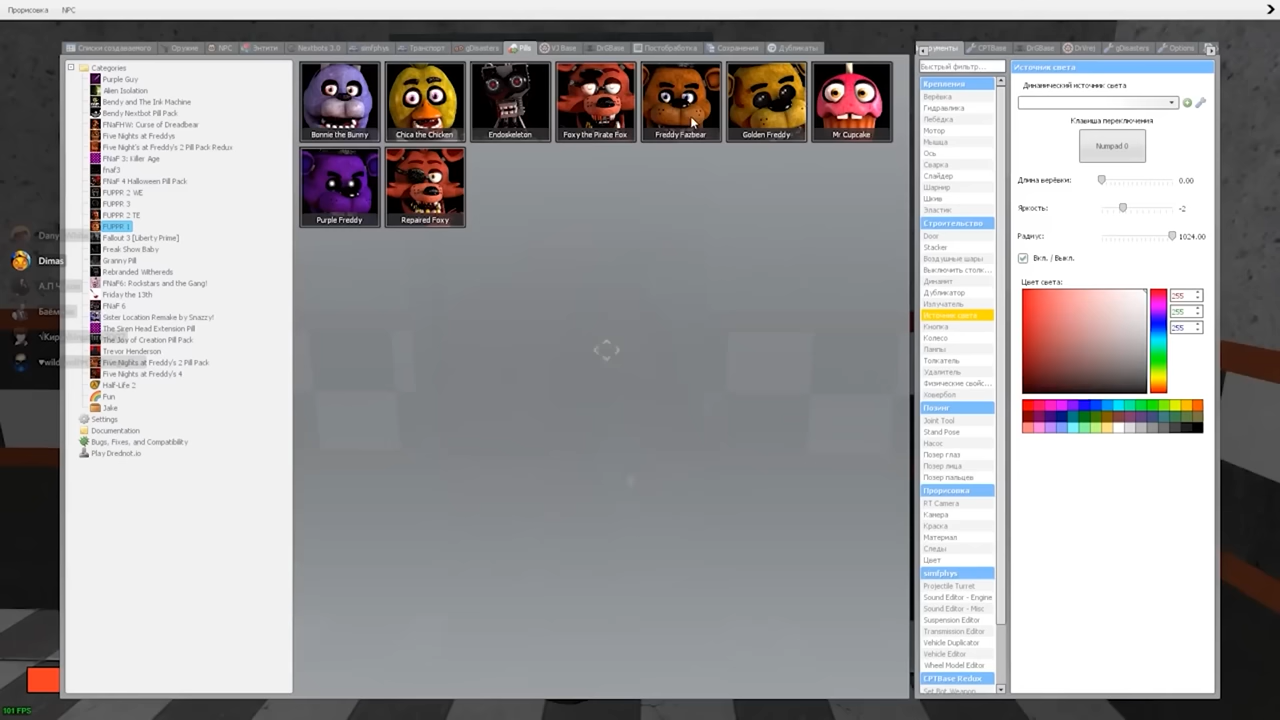 Прорисовка NPC
Списки создаваемого Оружие NPC Энтити Nextbots 3.0 simfphys Транспорт gDisasters Pills VJ Base DrGBase Постобработка Сохранения Дубликаты
Categories
Purple Guy
Alien Isolation
Bendy and The Ink Machine
Bendy Nextbot Pill Pack
FNaFHW: Curse of Dreadbear
Five Nights at Freddys
Five Night's at Freddy's 2 Pill Pack Redux
FNaF 3: Killer Age
fnaf3
FNaF 4 Halloween Pill Pack
FUPPR 2 WE
FUPPR 3
FUPPR 2 TE
FUPPR 1
Fallout 3 [Liberty Prime]
Freak Show Baby
Granny Pill
Rebranded Withereds
FNaF6: Rockstars and the Gang!
Friday the 13th
FNaF 6
Sister Location Remake by Snazzy!
The Siren Head Extension Pill
The Joy of Creation Pill Pack
Trevor Henderson
Five Nights at Freddy's 2 Pill Pack
Five Nights at Freddy's 4
Half-Life 2
Fun
Jake
Settings
Documentation
Bugs, Fixes, and Compatibility
Play Drednot.io
Dany
Dimas
101 FPS
Bonnie the Bunny Chica the Chicken Endoskeleton Foxy the Pirate Fox Freddy Fazbear Golden Freddy Mr Cupcake
Purple Freddy Repaired Foxy
CPTBase DrGBase gDisasters Options
Быстрый фильтр...
Крепления
Верёвка
Гидравлика
Лебёдка
Мотор
Мышца
Ось
Сварка
Слайдер
Шарнир
Шкив
Эластик
Строительство
Door
Stacker
Воздушные шары
Выключить столк...
Динамит
Дубликатор
Излучатель
Источник света
Кнопка
Колесо
Лампы
Толкатель
Удалитель
Физические свойс...
Ховербол
Позинг
Joint Tool
Stand Pose
Насос
Позер глаз
Позер лица
Позер пальцев
Прорисовка
RT Camera
Камера
Краска
Материал
Следы
Цвет
simfphys
Projectile Turret
Sound Editor - Engine
Sound Editor - Misc
Suspension Editor
Transmission Editor
Vehicle Duplicator
Vehicle Editor
Wheel Model Editor
CPTBase Redux
Set Bot Weapon
Источник света
Динамический источник света
Клавиша переключения
Numpad 0
Длина верёвки: 0.00
Яркость: -2
Радиус: 1024.00
Вкл. / Выкл.
Цвет света:
255
255
255